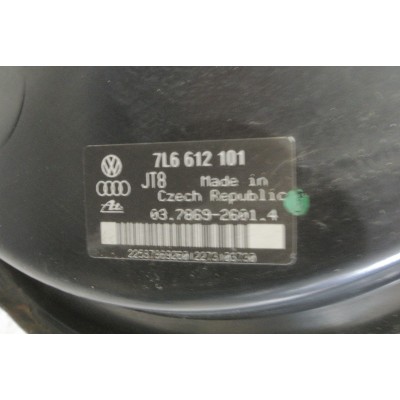 7L6 612 101
JT8 Made in
Czech Republic
03.7869-2601.4